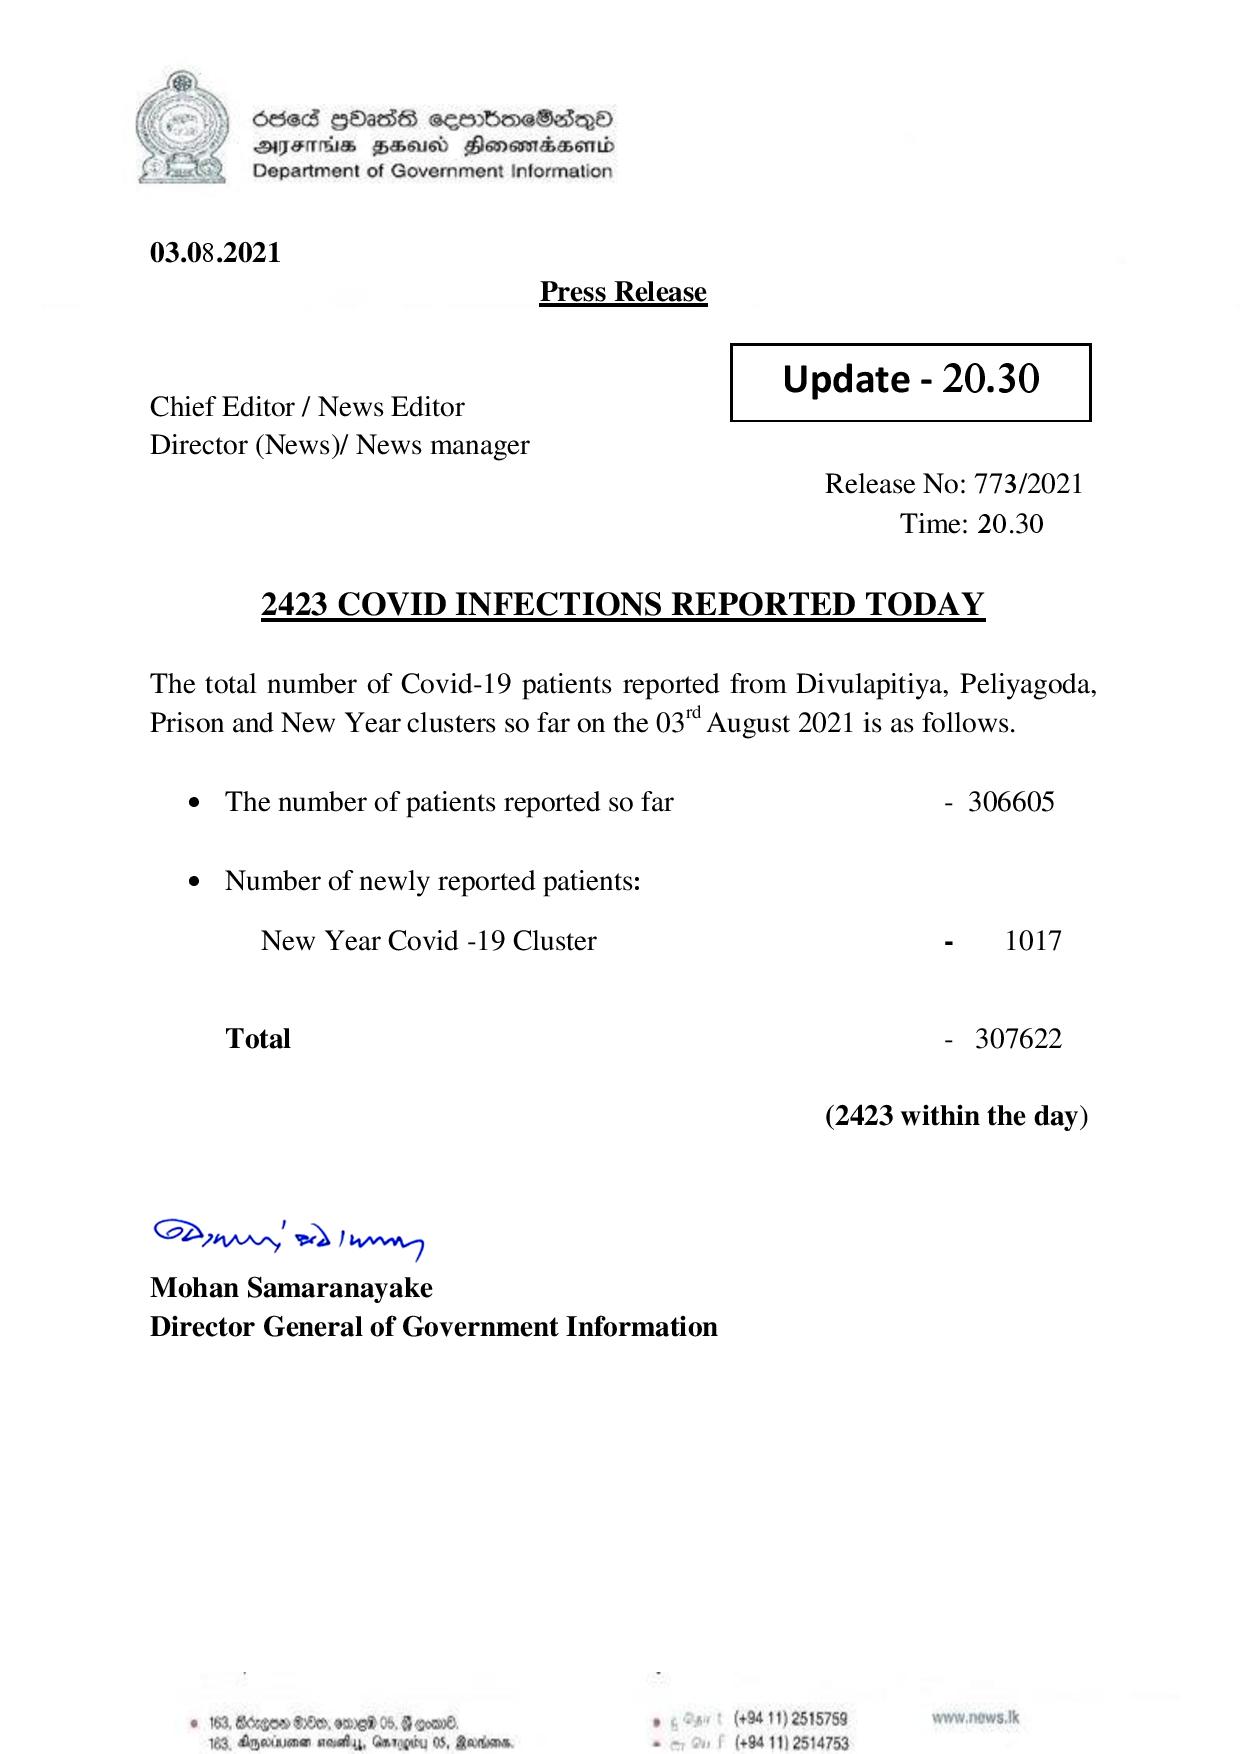 රජයේ ප්‍රවෘත්ති දෙපාර්තමේන්තුව
அரசாங்க தகவல் திணைக்களம்
Department of Government Information
03.08.2021
Press Release
Update - 20.30
Chief Editor / News Editor
Director (News)/ News manager
Release No: 773/2021
Time: 20.30
2423 COVID INFECTIONS REPORTED TODAY
The total number of Covid-19 patients reported from Divulapitiya, Peliyagoda,
Prison and New Year clusters so far on the 03rd August 2021 is as follows.
• The number of patients reported so far - 306605
• Number of newly reported patients:
New Year Covid -19 Cluster - 1017
Total - 307622
(2423 within the day)
Mohan Samaranayake
Director General of Government Information
• 163, කිරුලපන මාවත, කොළඹ 05, ශ්‍රී ලංකාව.
163, கிருலப்பனை எவனியூ, கொழும்பு 05, இலங்கை.
• (+94 11) 2515759
• (+94 11) 2514753
www.news.lk